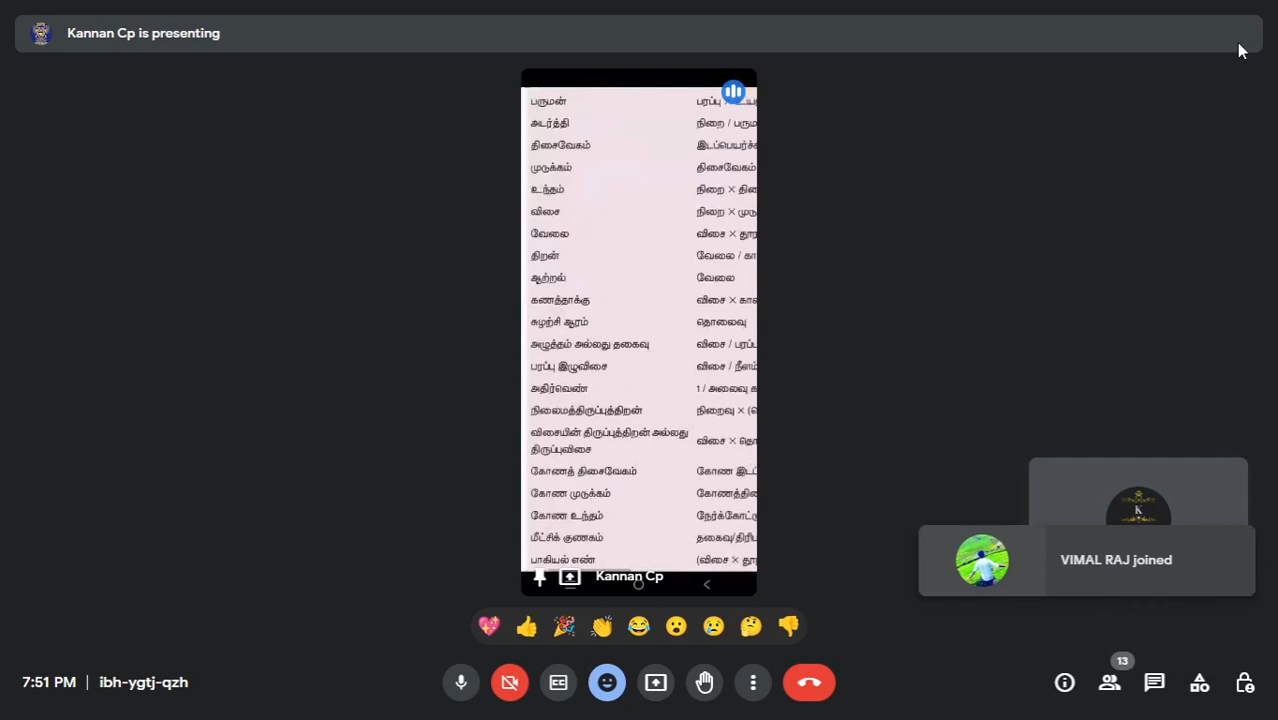 Kannan Cp is presenting
பருமன் பரப்பு
அடர்த்தி நிறை / பரும
திசைவேகம் இடப்பெயர்ச்
முடுக்கம் திசைவேகம்
உந்தம் நிறை × திசை
விசை நிறை × முடு
வேலை விசை × தூர
திறன் வேலை / கா
ஆற்றல் வேலை
கணத்தாக்கு விசை × கால
சுழற்சி ஆரம் தொலைவு
அழுத்தம் அல்லது தகைவு விசை / பரப்ப
பரப்பு இழுவிசை விசை / நீளம்
அதிர்வெண் 1 / அலைவு க
நிலைமத்திருப்புத்திறன் நிறைவு × (தெ
விசையின் திருப்புத்திறன் அல்லது
திருப்புவிசை விசை × தொ
கோணத் திசைவேகம் கோண இடப்
கோண முடுக்கம் கோணத்தி
கோண உந்தம் நேர்க்கோட்டு
மீட்சிக் குணகம் தகைவு/திரிப
பாகியல் எண் (விசை × தூ
Kannan Cp
K
VIMAL RAJ joined
7:51 PM | ibh-ygtj-qzh
13